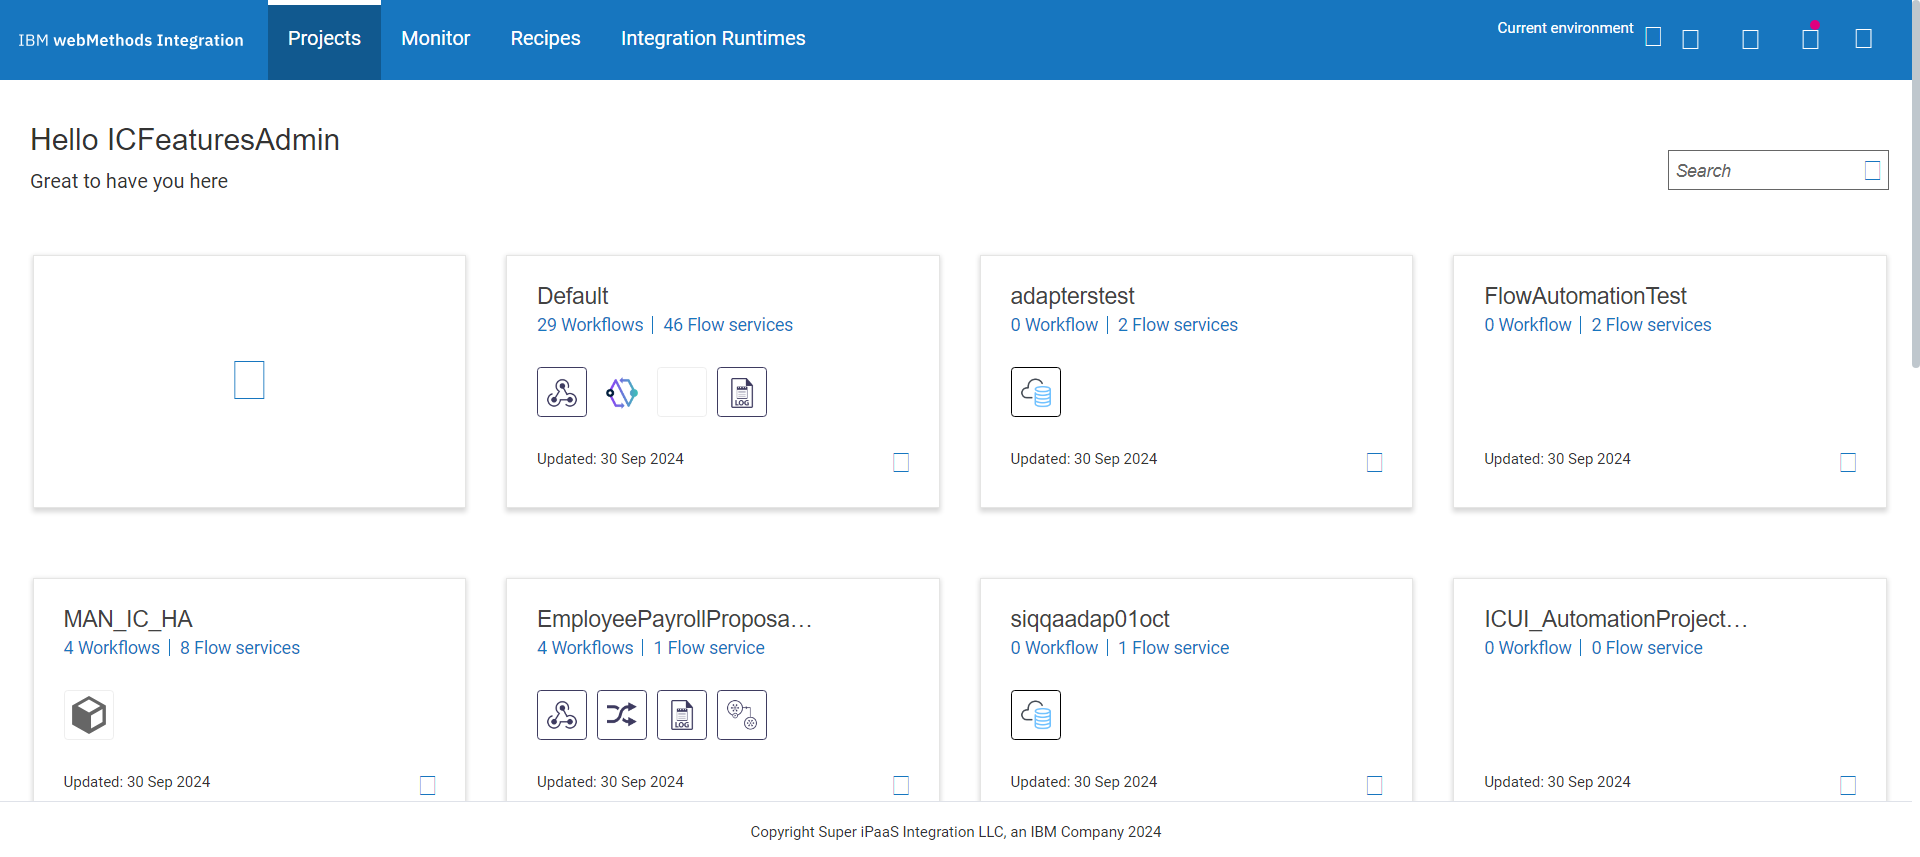 IBM webMethods Integration
Projects
Monitor
Recipes
Integration Runtimes
Current environment
Hello ICFeaturesAdmin
Great to have you here
Search
Default
29 Workflows | 46 Flow services
LOG
Updated: 30 Sep 2024
adapterstest
0 Workflow | 2 Flow services
Updated: 30 Sep 2024
FlowAutomationTest
0 Workflow | 2 Flow services
Updated: 30 Sep 2024
MAN_IC_HA
4 Workflows | 8 Flow services
Updated: 30 Sep 2024
EmployeePayrollProposa...
4 Workflows | 1 Flow service
LOG
Updated: 30 Sep 2024
siqqaadap01oct
0 Workflow | 1 Flow service
Updated: 30 Sep 2024
ICUI_AutomationProject...
0 Workflow | 0 Flow service
Updated: 30 Sep 2024
Copyright Super iPaaS Integration LLC, an IBM Company 2024